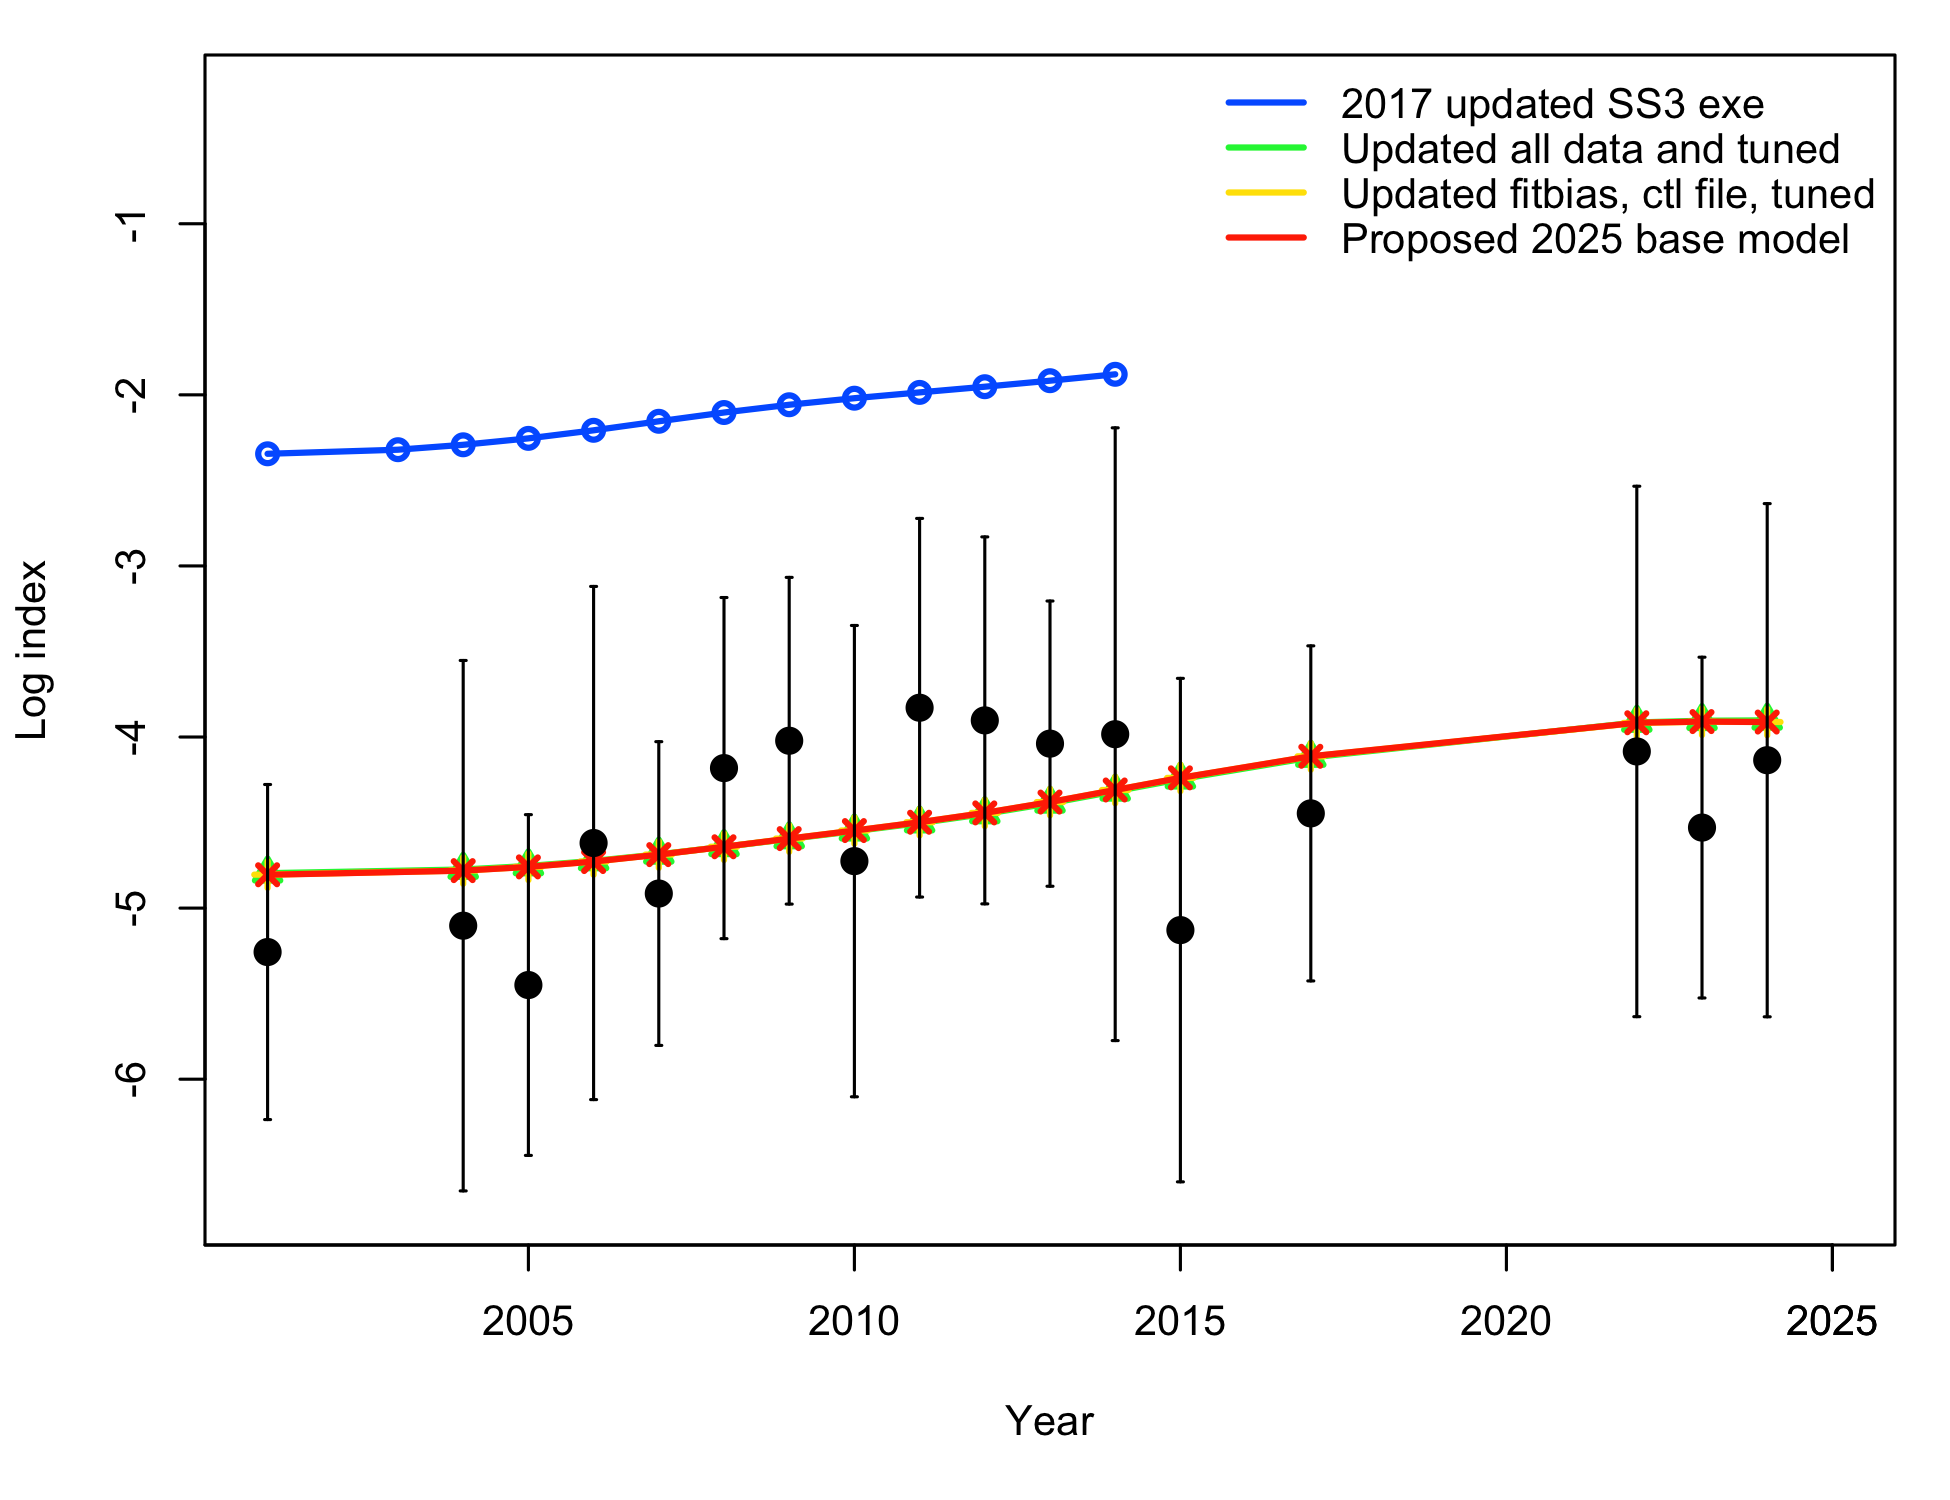 2017 updated SS3 exe
Updated all data and tuned
Updated fitbias, ctl file, tuned
Proposed 2025 base model
-1
-2
-3
-4
-5
-6
Log index
2005 2010 2015 2020 2025
Year